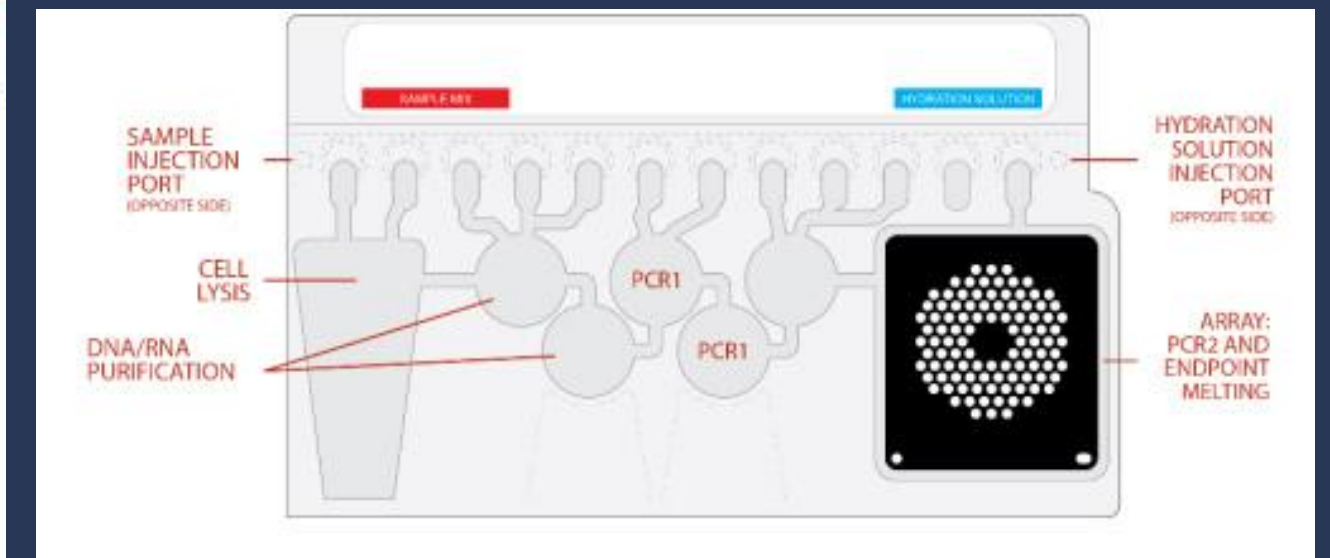 SAMPLE MIX
HYDRATION SOLUTION
SAMPLE
INJECTION
PORT
(OPPOSITE SIDE)
HYDRATION
SOLUTION
INJECTION
PORT
(OPPOSITE SIDE)
CELL
LYSIS
PCR1
DNA/RNA
PURIFICATION
PCR1
ARRAY:
PCR2 AND
ENDPOINT
MELTING